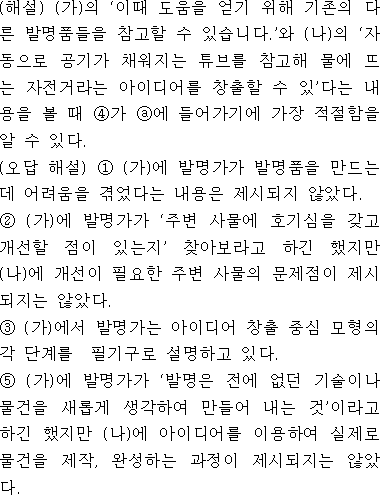 (해설) (가)의 ‘이때 도움을 얻기 위해 기존의 다
른 발명품들을 참고할 수 있습니다.’와 (나)의 ‘자
동으로 공기가 채워지는 튜브를 참고해 물에 뜨
는 자전거라는 아이디어를 창출할 수 있’다는 내
용을 볼 때 ④가 ⓐ에 들어가기에 가장 적절함을
알 수 있다.
(오답 해설) ① (가)에 발명가가 발명품을 만드는
데 어려움을 겪었다는 내용은 제시되지 않았다.
② (가)에 발명가가 ‘주변 사물에 호기심을 갖고
개선할 점이 있는지’ 찾아보라고 하긴 했지만
(나)에 개선이 필요한 주변 사물의 문제점이 제시
되지는 않았다.
③ (가)에서 발명가는 아이디어 창출 중심 모형의
각 단계를  필기구로 설명하고 있다.
⑤ (가)에 발명가가 ‘발명은 전에 없던 기술이나
물건을 새롭게 생각하여 만들어 내는 것’이라고
하긴 했지만 (나)에 아이디어를 이용하여 실제로
물건을 제작, 완성하는 과정이 제시되지는 않았
다.